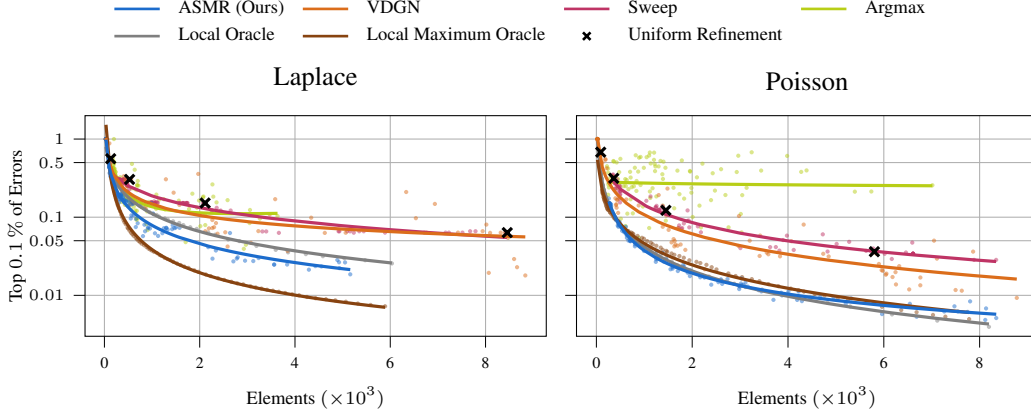 ASMR (Ours) VDGN Sweep Argmax
Local Oracle Local Maximum Oracle Uniform Refinement
Laplace Poisson
Top 0.1 % of Errors
1
0.5
0.1
0.05
0.01
0 2 4 6 8 0 2 4 6 8
Elements (×10³) Elements (×10³)